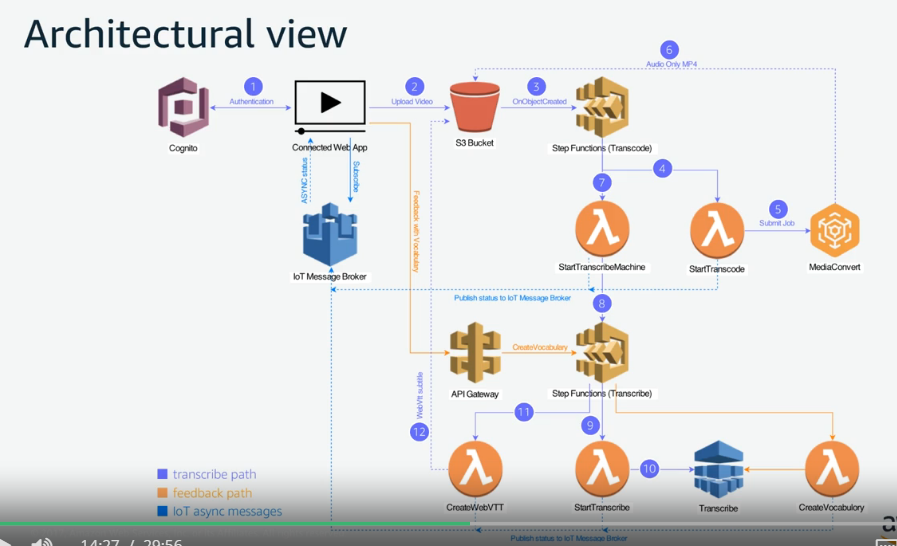 Architectural view
6
Audio Only MP4
1
Authentication
2
Upload Video
3
OnObjectCreated
Cognito
Connected Web App
S3 Bucket
Step Functions (Transcode)
ASYNC status
Subscribe
Feedback with Vocabulary
7
4
5
Submit Job
IoT Message Broker
StartTranscribeMachine
StartTranscode
MediaConvert
Publish status to IoT Message Broker
8
CreateVocabulary
API Gateway
Step Functions (Transcribe)
WebVtt subtitle
12
11
9
10
transcribe path
feedback path
IoT async messages
CreateWebVTT
StartTranscribe
Transcribe
CreateVocabulory
Publish status to IoT Message Broker
14:27 / 29:56